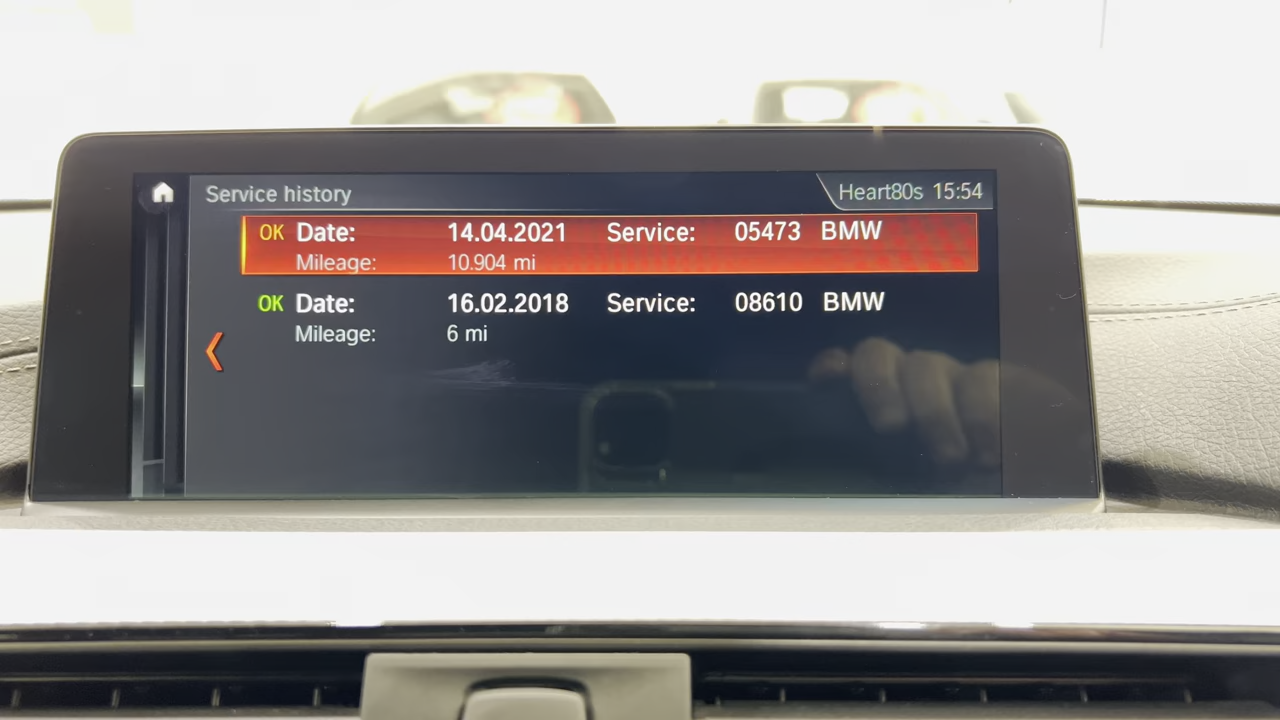 Service history Heart80s 15:54
OK Date: 14.04.2021 Service: 05473 BMW
Mileage: 10.904 mi
OK Date: 16.02.2018 Service: 08610 BMW
Mileage: 6 mi